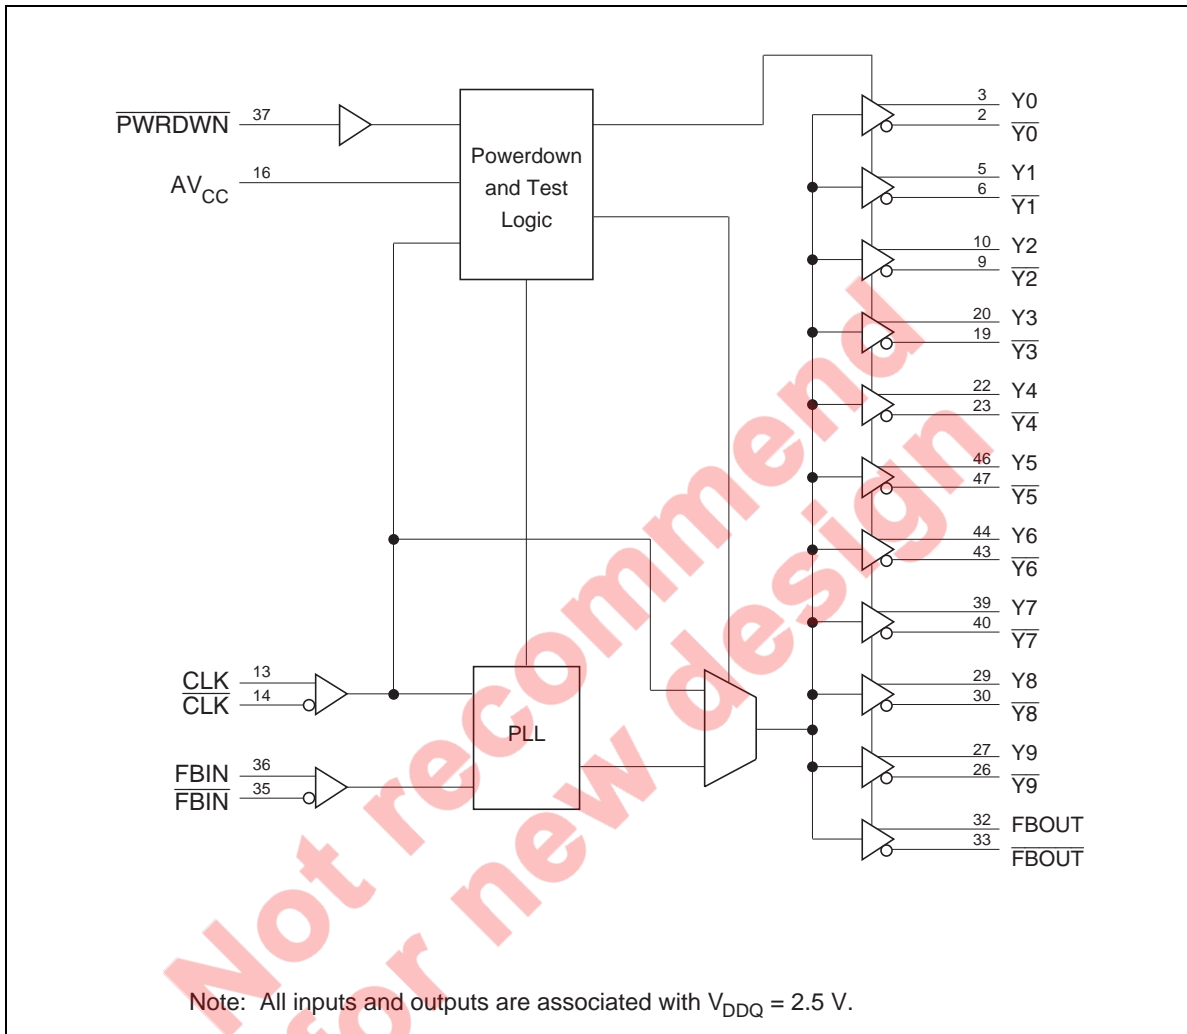 PWRDWN 37
AVCC 16
Powerdown
and Test
Logic
CLK 13
CLK 14
FBIN 36
FBIN 35
PLL
3 Y0
2 Y0
5 Y1
6 Y1
10 Y2
9 Y2
20 Y3
19 Y3
22 Y4
23 Y4
46 Y5
47 Y5
44 Y6
43 Y6
39 Y7
40 Y7
29 Y8
30 Y8
27 Y9
26 Y9
32 FBOUT
33 FBOUT
Not recommend
for new design
Note: All inputs and outputs are associated with VDDQ = 2.5 V.